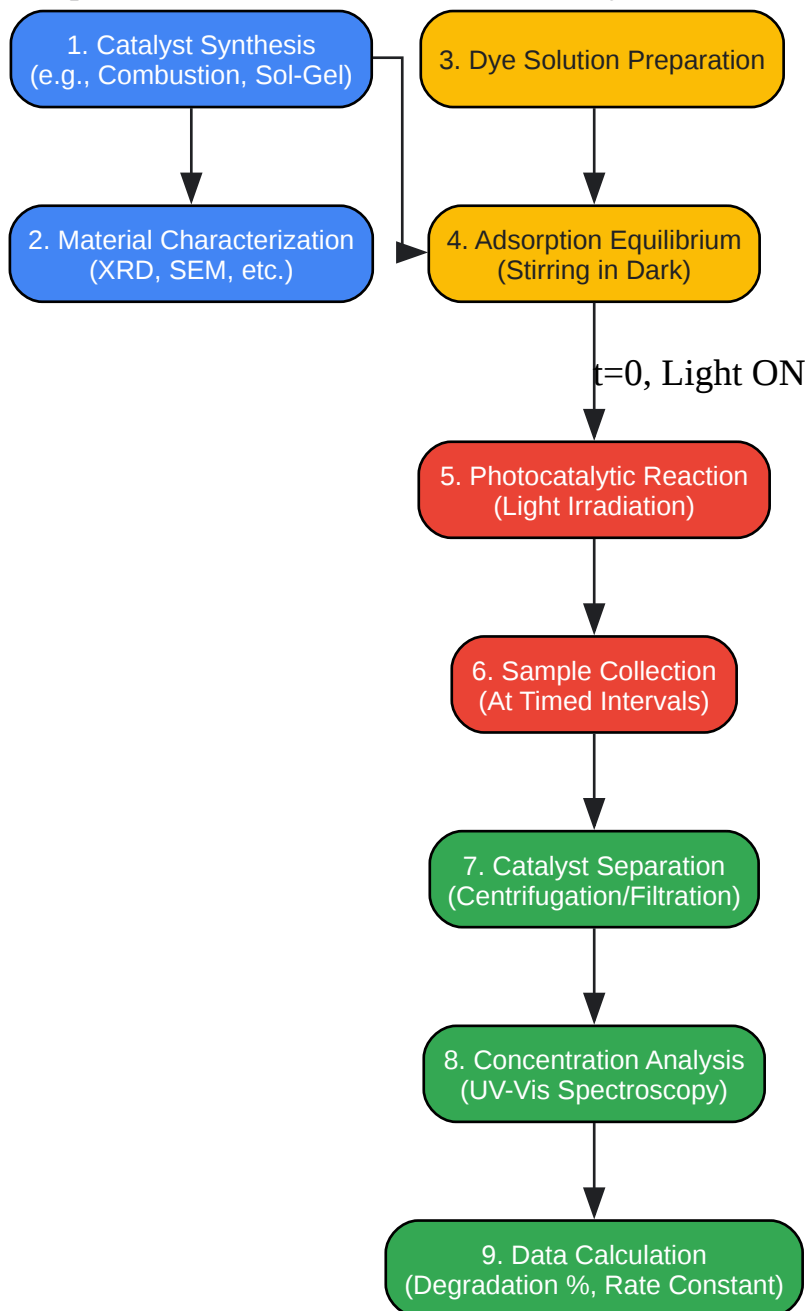 1. Catalyst Synthesis
(e.g., Combustion, Sol-Gel)
3. Dye Solution Preparation
2. Material Characterization
(XRD, SEM, etc.)
4. Adsorption Equilibrium
(Stirring in Dark)
t=0, Light ON
5. Photocatalytic Reaction
(Light Irradiation)
6. Sample Collection
(At Timed Intervals)
7. Catalyst Separation
(Centrifugation/Filtration)
8. Concentration Analysis
(UV-Vis Spectroscopy)
9. Data Calculation
(Degradation %, Rate Constant)